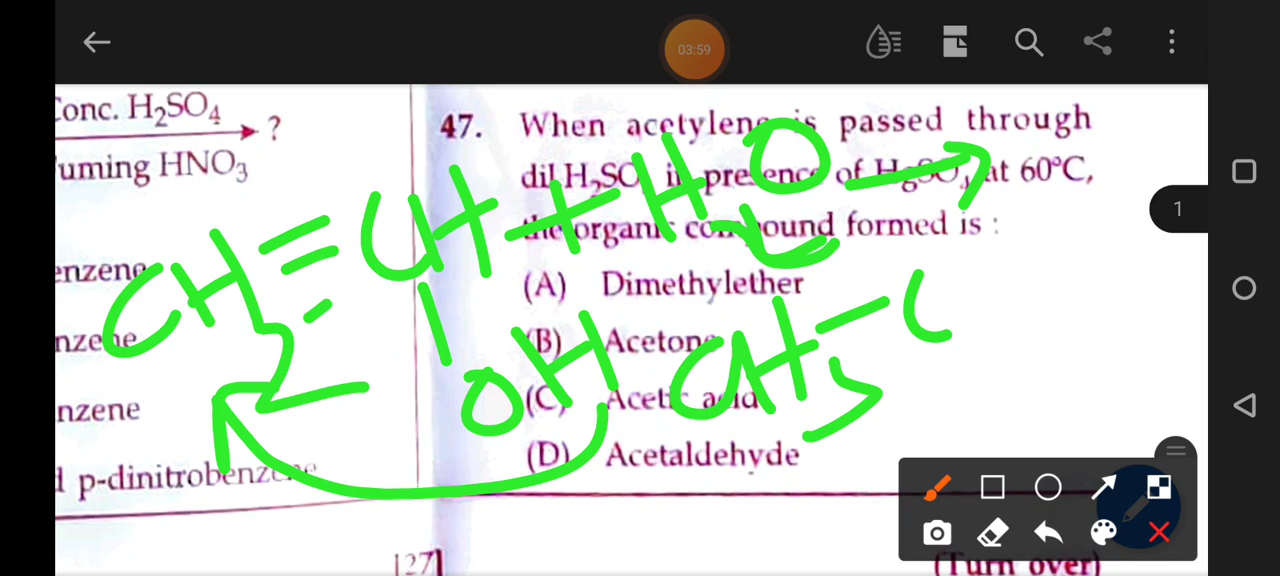 03:59
Conc. H₂SO₄
?
Fuming HNO₃
enzene
nzene
nzene
d p-dinitrobenzene
47. When acetylene is passed through
dil H₂SO₄ in presence of HgSO₄ at 60°C,
the organic compound formed is :
(A) Dimethylether
(B) Acetone
(C) Acetic acid
(D) Acetaldehyde
[27]
(Turn over)
1
CH≡CH+H₂O
OH
CH₃-C